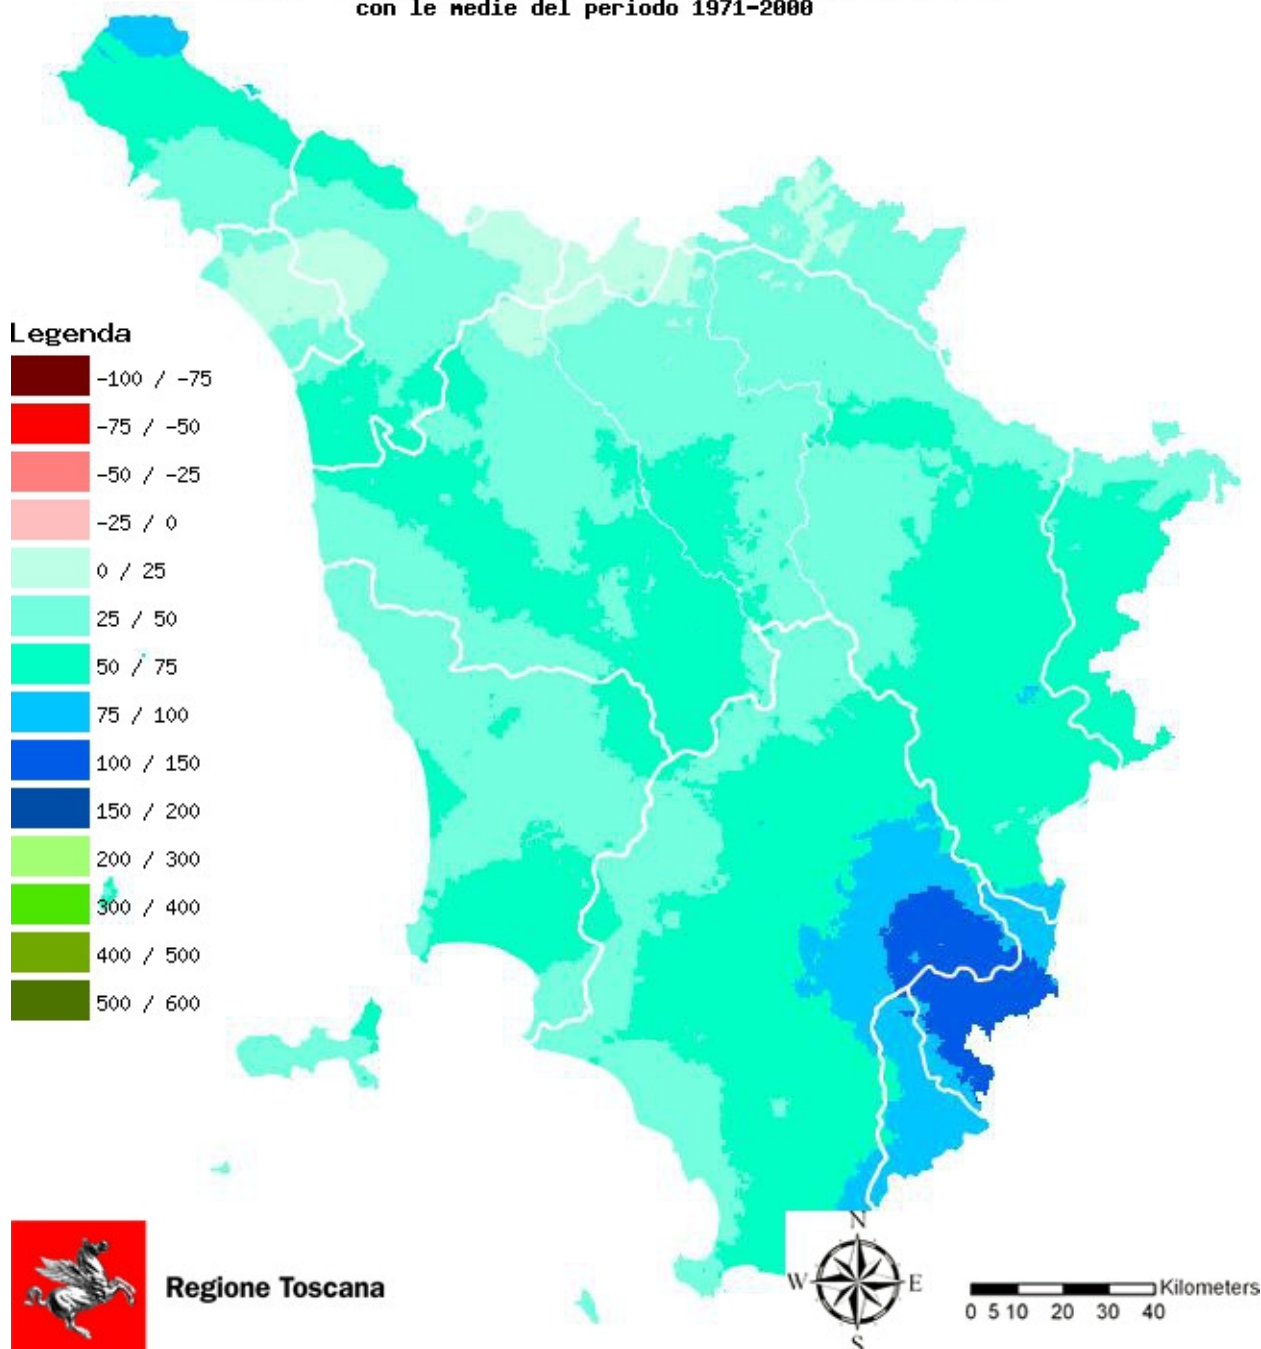 con le medie del periodo 1971-2000
Legenda
-100 / -75
-75 / -50
-50 / -25
-25 / 0
0 / 25
25 / 50
50 / 75
75 / 100
100 / 150
150 / 200
200 / 300
300 / 400
400 / 500
500 / 600
Regione Toscana
N
W E
S
Kilometers
0 5 10 20 30 40